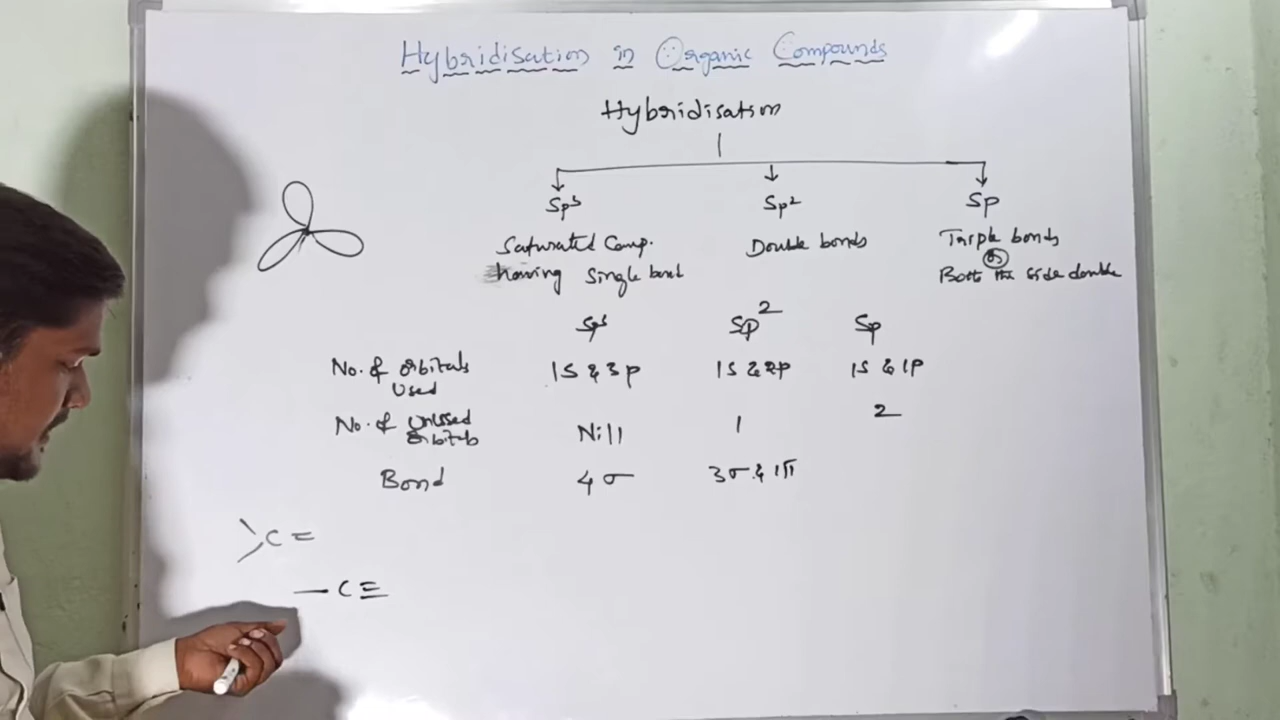 Hybridisation in Organic Compounds
Hybridisation
Sp³ Sp² Sp
Saturated Comp. Double bonds Triple bonds
having Single bond Both the side double
Sp³ Sp² Sp
No. of orbitals 1S & 3p 1S & 2p 1S & 1p
Used
No. of unused Nill 1 2
orbitals
Bond 4σ 3σ & 1π
>C=
—C≡